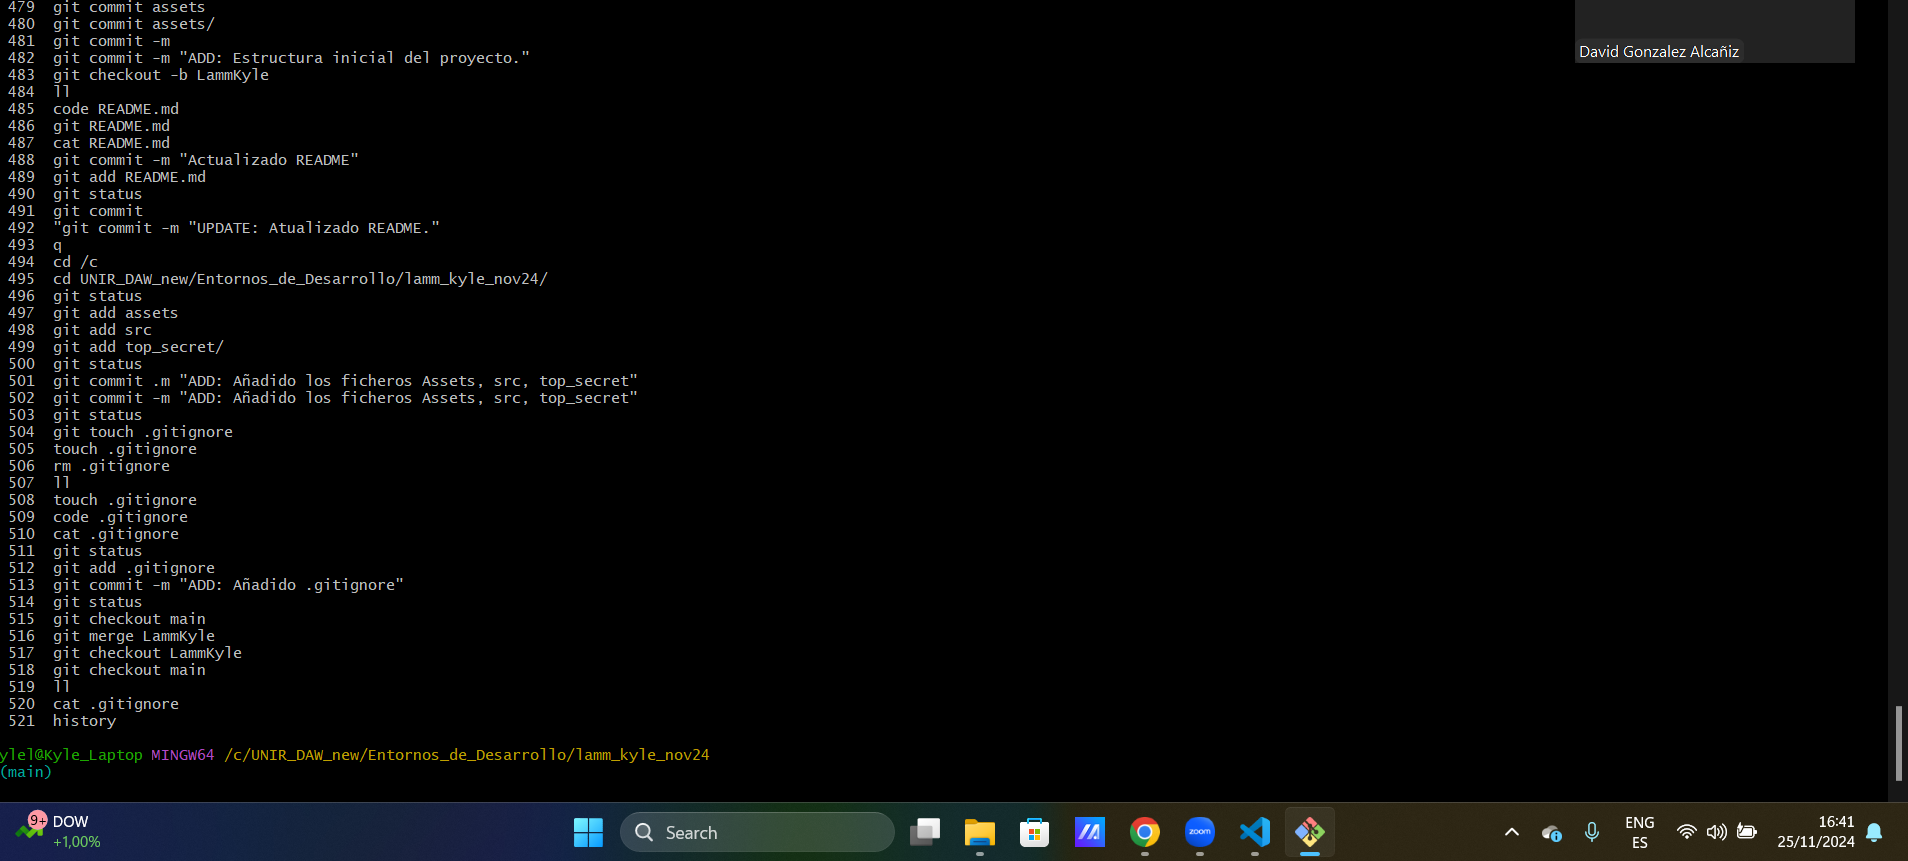 479 git commit assets
480 git commit assets/
481 git commit -m
482 git commit -m "ADD: Estructura inicial del proyecto."
483 git checkout -b LammKyle
484 ll
485 code README.md
486 git README.md
487 cat README.md
488 git commit -m "Actualizado README"
489 git add README.md
490 git status
491 git commit
492 "git commit -m "UPDATE: Atualizado README."
493 q
494 cd /c
495 cd UNIR_DAW_new/Entornos_de_Desarrollo/lamm_kyle_nov24/
496 git status
497 git add assets
498 git add src
499 git add top_secret/
500 git status
501 git commit .m "ADD: Añadido los ficheros Assets, src, top_secret"
502 git commit -m "ADD: Añadido los ficheros Assets, src, top_secret"
503 git status
504 git touch .gitignore
505 touch .gitignore
506 rm .gitignore
507 ll
508 touch .gitignore
509 code .gitignore
510 cat .gitignore
511 git status
512 git add .gitignore
513 git commit -m "ADD: Añadido .gitignore"
514 git status
515 git checkout main
516 git merge LammKyle
517 git checkout LammKyle
518 git checkout main
519 ll
520 cat .gitignore
521 history
ylel@Kyle_Laptop MINGW64 /c/UNIR_DAW_new/Entornos_de_Desarrollo/lamm_kyle_nov24
(main)
David Gonzalez Alcañiz
9+
DOW
+1,00%
Search
zoom
ENG
ES
16:41
25/11/2024